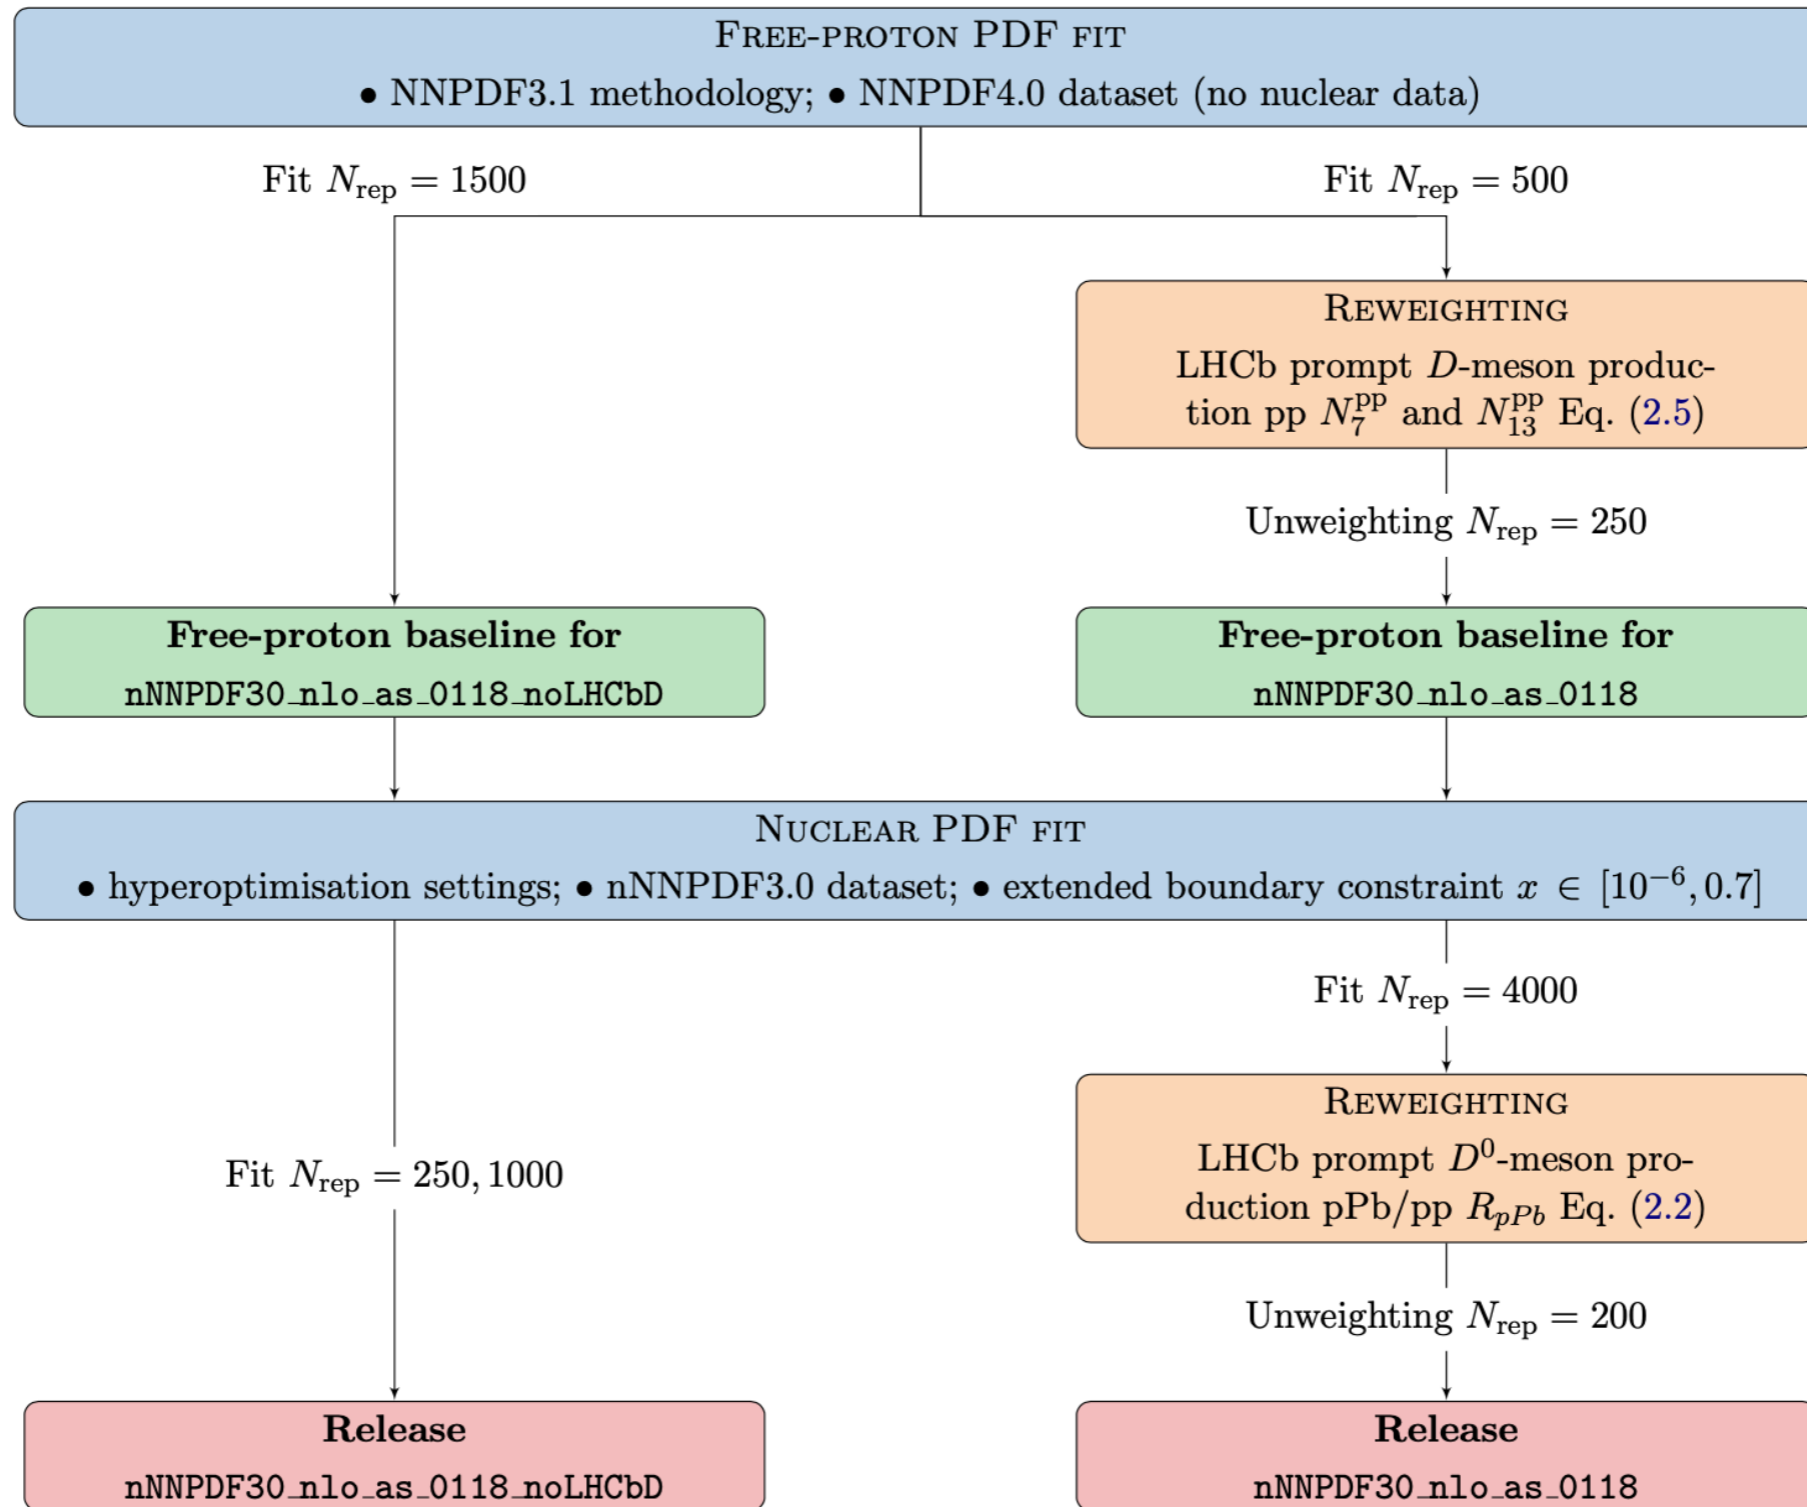 FREE-PROTON PDF FIT
• NNPDF3.1 methodology; • NNPDF4.0 dataset (no nuclear data)
Fit N_rep = 1500
Fit N_rep = 500
REWEIGHTING
LHCb prompt D-meson produc-
tion pp N_7^pp and N_13^pp Eq. (2.5)
Unweighting N_rep = 250
Free-proton baseline for
nNNPDF30_nlo_as_0118_noLHCbD
Free-proton baseline for
nNNPDF30_nlo_as_0118
NUCLEAR PDF FIT
• hyperoptimisation settings; • nNNPDF3.0 dataset; • extended boundary constraint x ∈ [10^−6, 0.7]
Fit N_rep = 4000
REWEIGHTING
LHCb prompt D^0-meson pro-
duction pPb/pp R_pPb Eq. (2.2)
Fit N_rep = 250, 1000
Unweighting N_rep = 200
Release
nNNPDF30_nlo_as_0118_noLHCbD
Release
nNNPDF30_nlo_as_0118